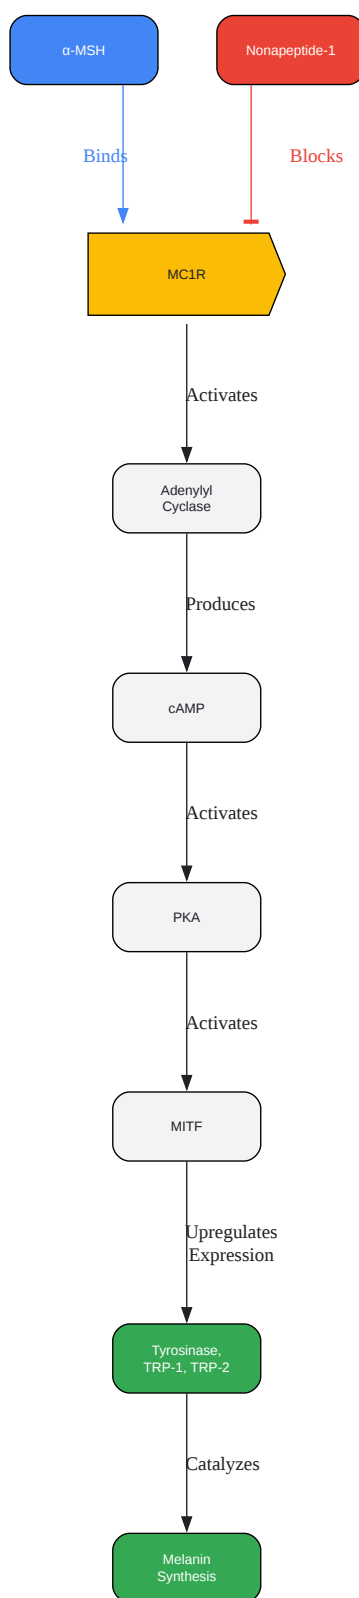 α-MSH
Nonapeptide-1
Binds
Blocks
MC1R
Activates
Adenylyl
Cyclase
Produces
cAMP
Activates
PKA
Activates
MITF
Upregulates
Expression
Tyrosinase,
TRP-1, TRP-2
Catalyzes
Melanin
Synthesis